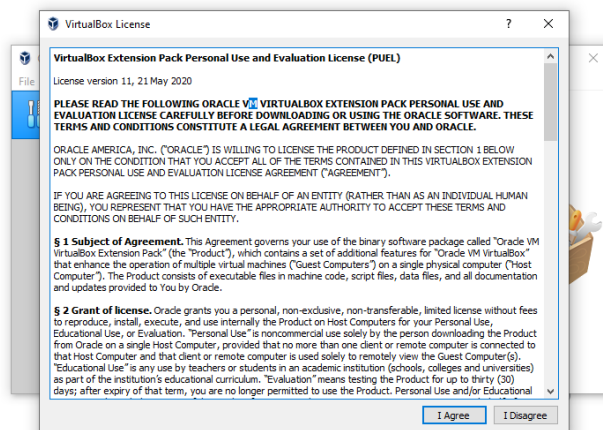 VirtualBox License
VirtualBox Extension Pack Personal Use and Evaluation License (PUEL)
License version 11, 21 May 2020
PLEASE READ THE FOLLOWING ORACLE VM VIRTUALBOX EXTENSION PACK PERSONAL USE AND
EVALUATION LICENSE CAREFULLY BEFORE DOWNLOADING OR USING THE ORACLE SOFTWARE. THESE
TERMS AND CONDITIONS CONSTITUTE A LEGAL AGREEMENT BETWEEN YOU AND ORACLE.
ORACLE AMERICA, INC. ("ORACLE") IS WILLING TO LICENSE THE PRODUCT DEFINED IN SECTION 1 BELOW
ONLY ON THE CONDITION THAT YOU ACCEPT ALL OF THE TERMS CONTAINED IN THIS VIRTUALBOX EXTENSION
PACK PERSONAL USE AND EVALUATION LICENSE AGREEMENT ("AGREEMENT").
IF YOU ARE AGREEING TO THIS LICENSE ON BEHALF OF AN ENTITY (RATHER THAN AS AN INDIVIDUAL HUMAN
BEING), YOU REPRESENT THAT YOU HAVE THE APPROPRIATE AUTHORITY TO ACCEPT THESE TERMS AND
CONDITIONS ON BEHALF OF SUCH ENTITY.
§ 1 Subject of Agreement. This Agreement governs your use of the binary software package called "Oracle VM
VirtualBox Extension Pack" (the "Product"), which contains a set of additional features for "Oracle VM VirtualBox"
that enhance the operation of multiple virtual machines ("Guest Computers") on a single physical computer ("Host
Computer"). The Product consists of executable files in machine code, script files, data files, and all documentation
and updates provided to You by Oracle.
§ 2 Grant of license. Oracle grants you a personal, non-exclusive, non-transferable, limited license without fees
to reproduce, install, execute, and use internally the Product on Host Computers for your Personal Use,
Educational Use, or Evaluation. "Personal Use" is noncommercial use solely by the person downloading the Product
from Oracle on a single Host Computer, provided that no more than one client or remote computer is connected to
that Host Computer and that client or remote computer is used solely to remotely view the Guest Computer(s).
"Educational Use" is any use by teachers or students in an academic institution (schools, colleges and universities)
as part of the institution's educational curriculum. "Evaluation" means testing the Product for up to thirty (30)
days; after expiry of that term, you are no longer permitted to use the Product. Personal Use and/or Educational
File
I Agree
I Disagree